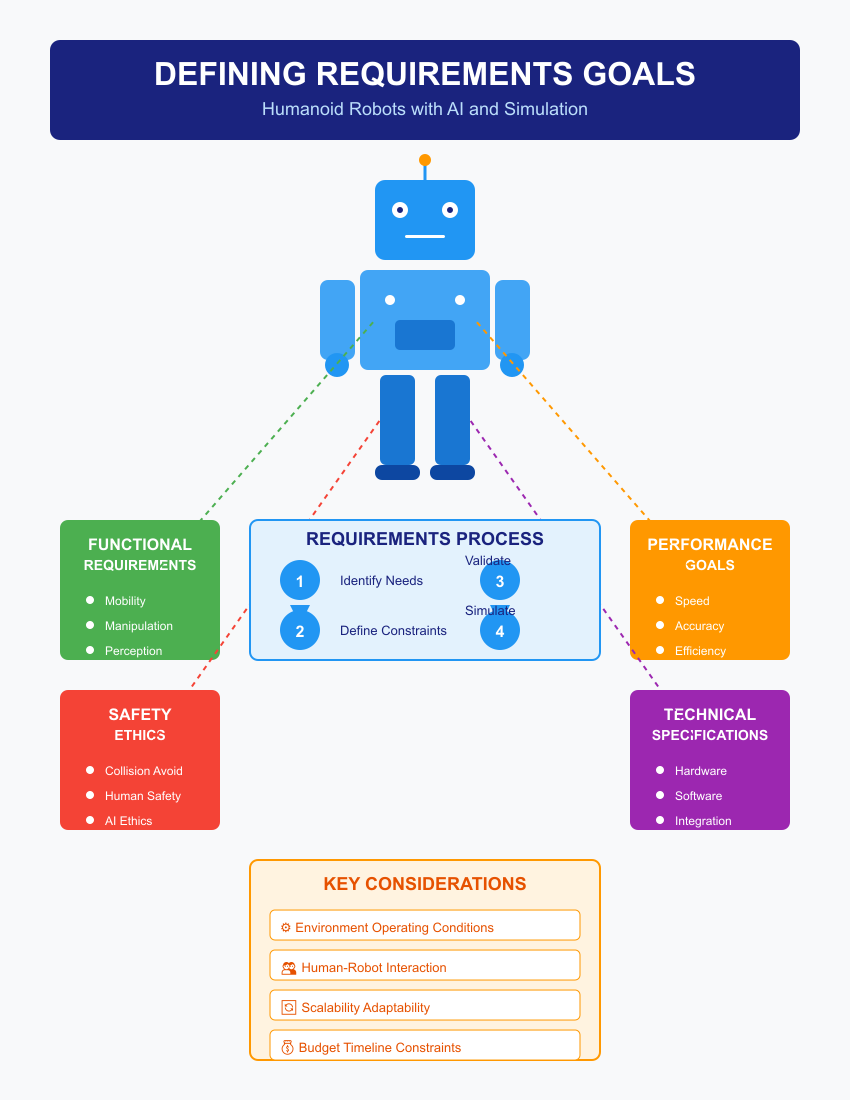 DEFINING REQUIREMENTS GOALS
Humanoid Robots with AI and Simulation
FUNCTIONAL
REQUIREMENTS
Mobility
Manipulation
Perception
REQUIREMENTS PROCESS
1 Identify Needs
2 Define Constraints
Validate
3
Simulate
4
PERFORMANCE
GOALS
Speed
Accuracy
Efficiency
SAFETY
ETHICS
Collision Avoid
Human Safety
AI Ethics
TECHNICAL
SPECIFICATIONS
Hardware
Software
Integration
KEY CONSIDERATIONS
Environment Operating Conditions
Human-Robot Interaction
Scalability Adaptability
Budget Timeline Constraints